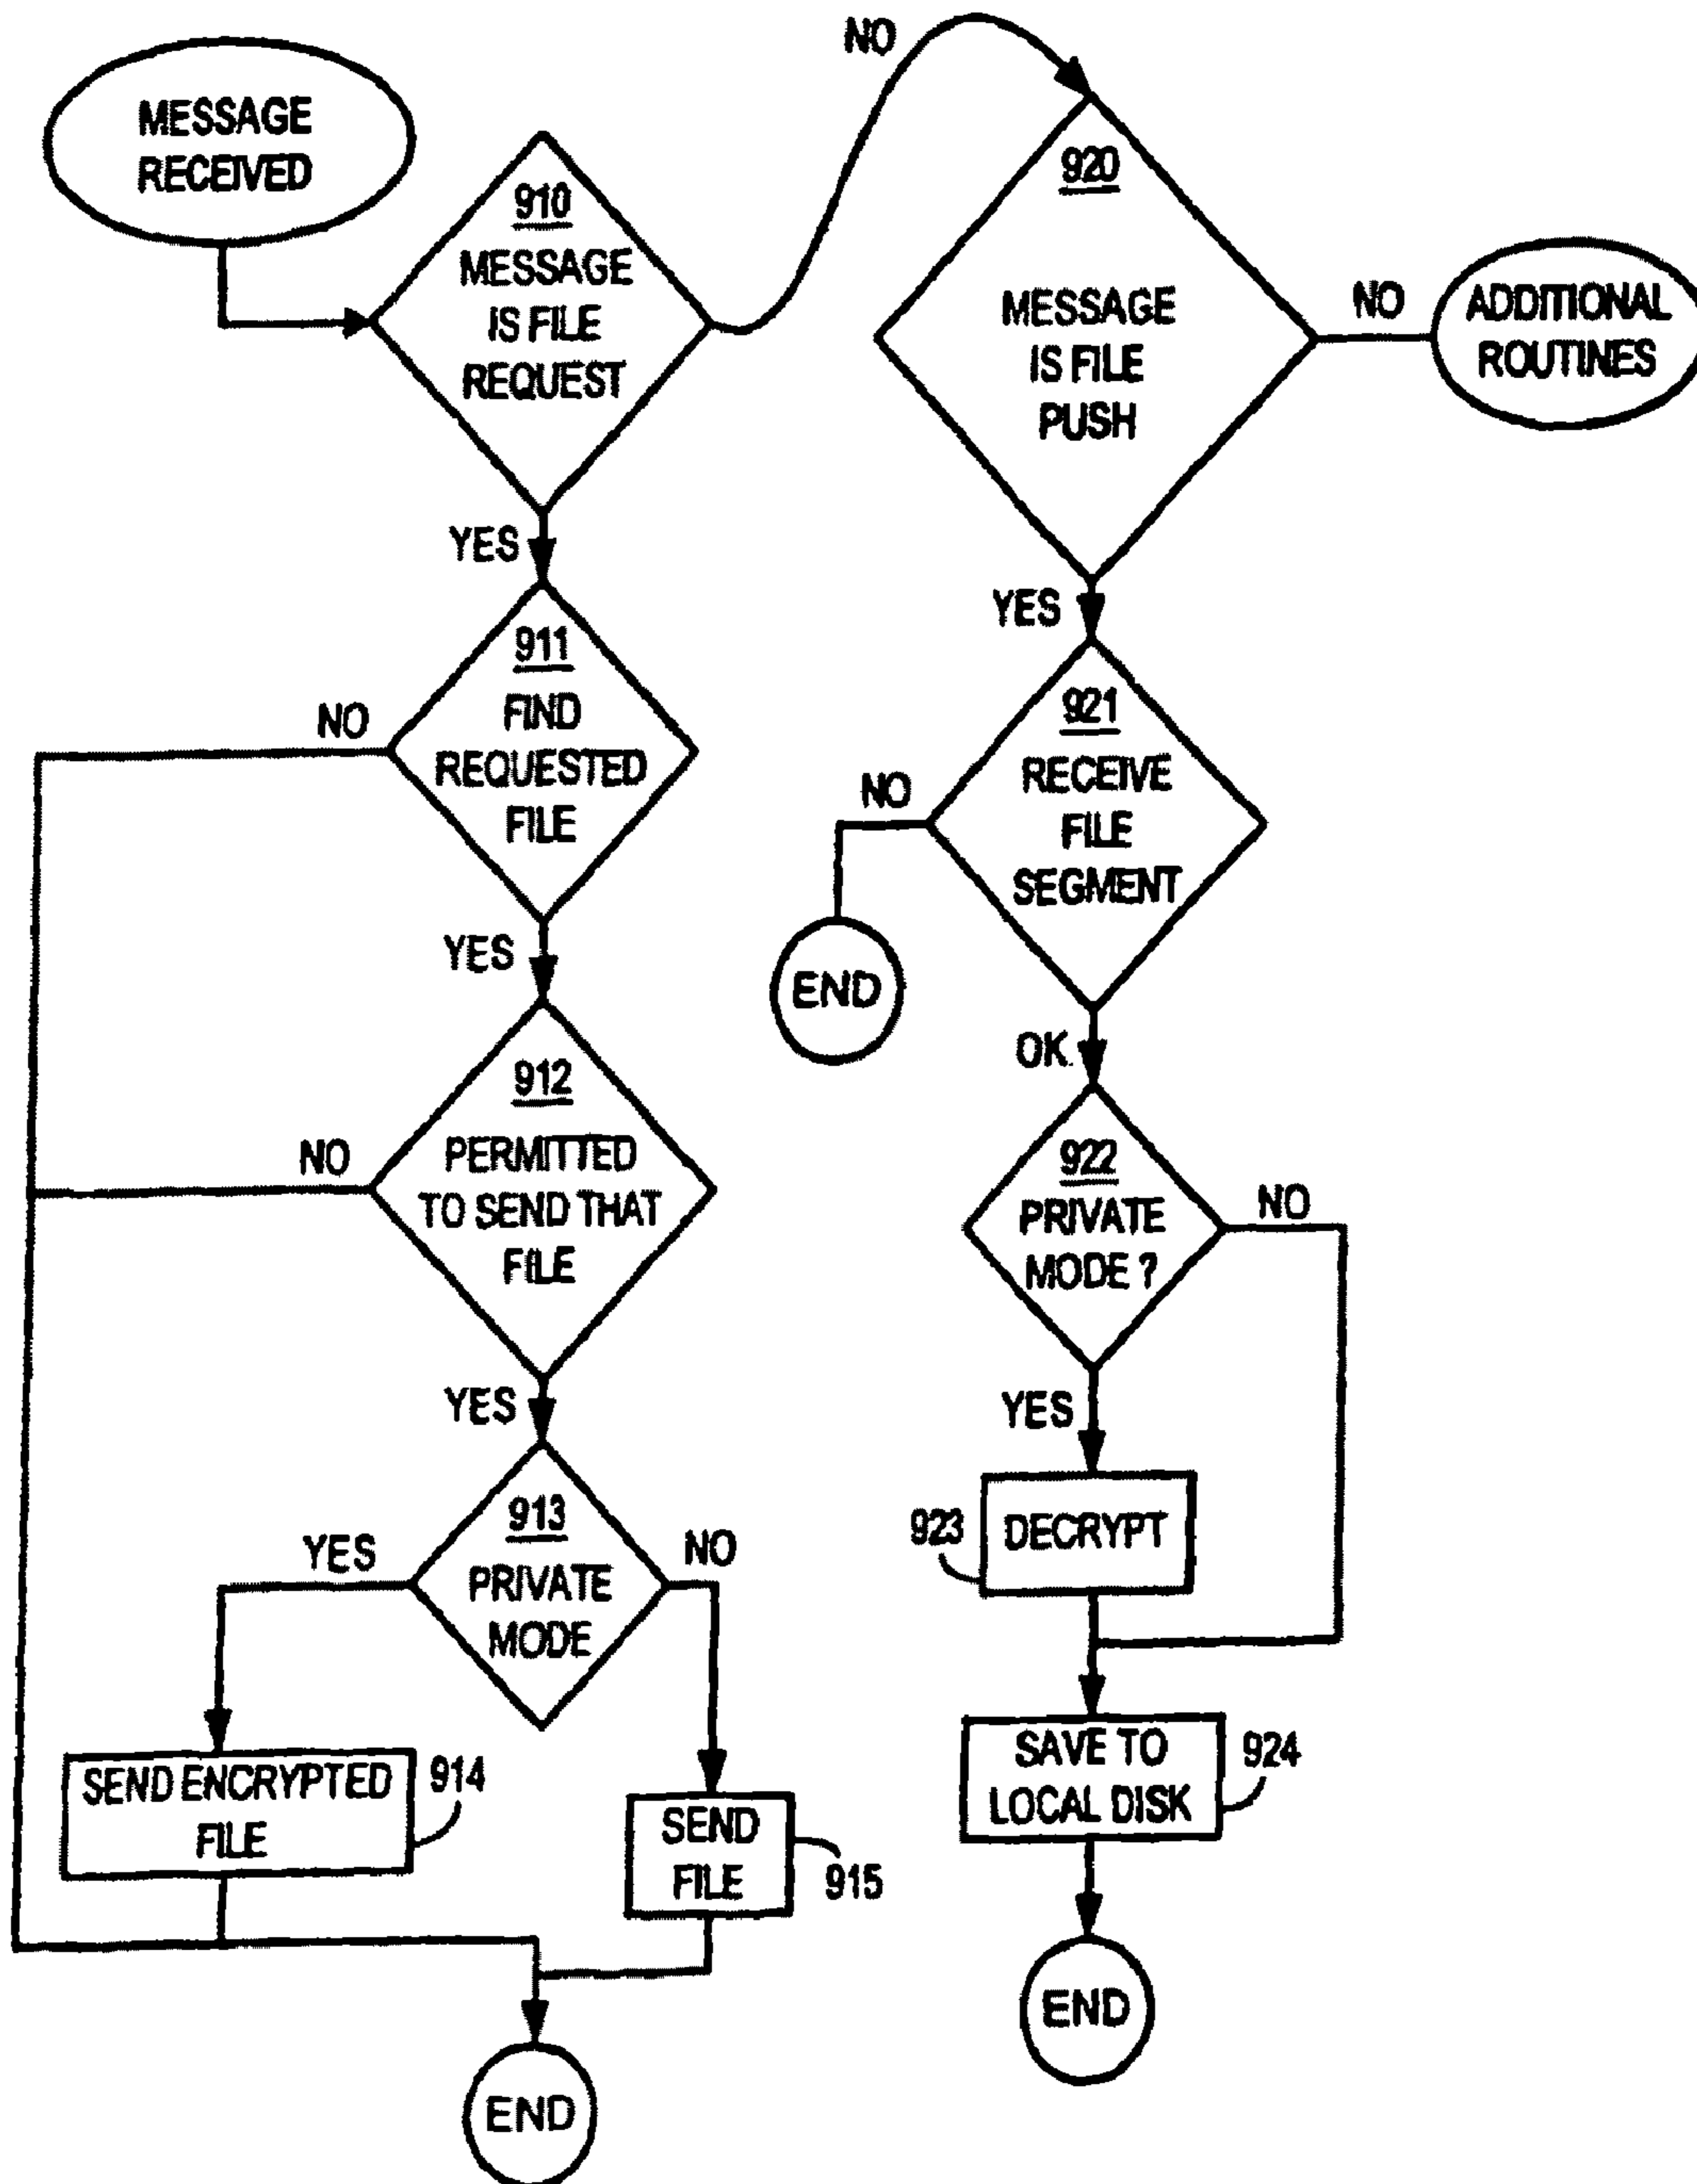 MESSAGE
RECEIVED
910
MESSAGE
IS FILE
REQUEST
NO
YES
911
FIND
REQUESTED
FILE
NO
YES
912
PERMITTED
TO SEND THAT
FILE
NO
YES
913
PRIVATE
MODE
YES
NO
SEND ENCRYPTED
FILE
914
SEND
FILE
915
END
920
MESSAGE
IS FILE
PUSH
NO
ADDITIONAL
ROUTINES
YES
921
RECEIVE
FILE
SEGMENT
NO
END
OK
922
PRIVATE
MODE ?
NO
YES
923
DECRYPT
SAVE TO
LOCAL DISK
924
END